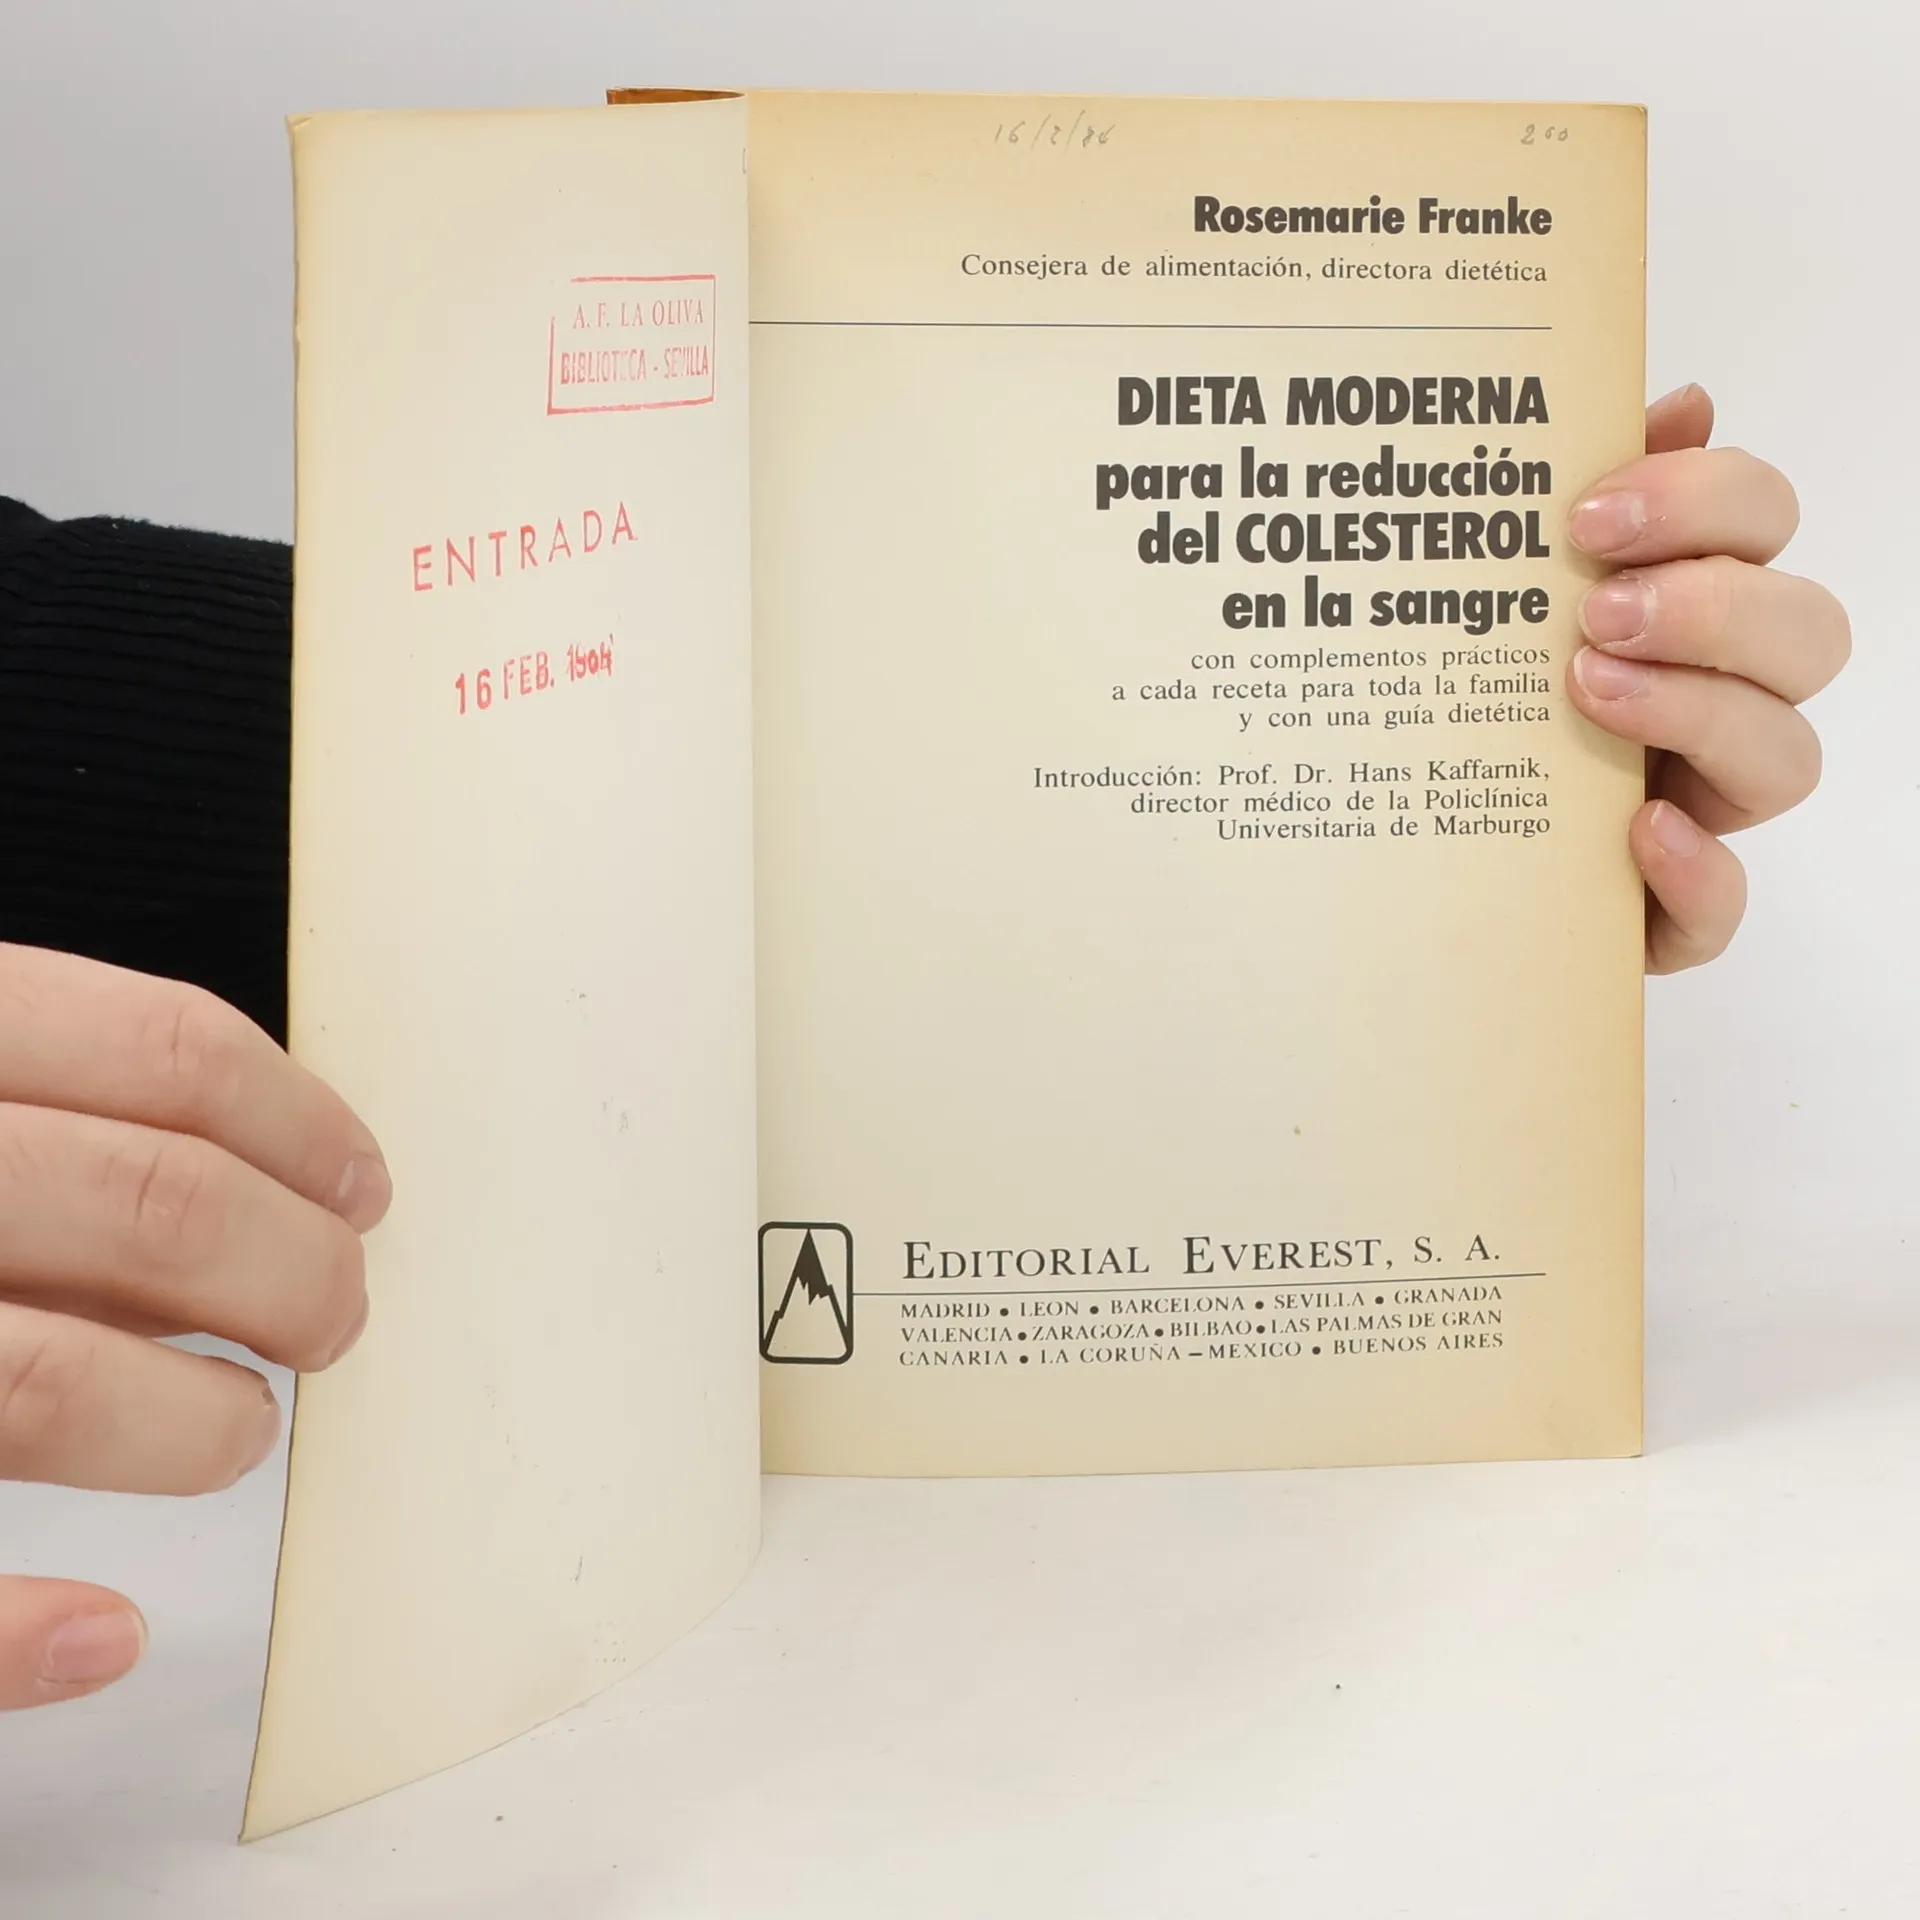 A. F. LA OLIVA
BIBLIOTECA - SEVILLA
ENTRADA
16 FEB.
16/2/86
200
Rosemarie Franke
Consejera de alimentación, directora dietética
DIETA MODERNA
para la reducción
del COLESTEROL
en la sangre
con complementos prácticos
a cada receta para toda la familia
y con una guía dietética
Introducción: Prof. Dr. Hans Kaffarnik,
director médico de la Policlínica
Universitaria de Marburgo
EDITORIAL EVEREST, S. A.
MADRID • LEON • BARCELONA • SEVILLA • GRANADA
VALENCIA • ZARAGOZA • BILBAO • LAS PALMAS DE GRAN
CANARIA • LA CORUÑA – MEXICO • BUENOS AIRES